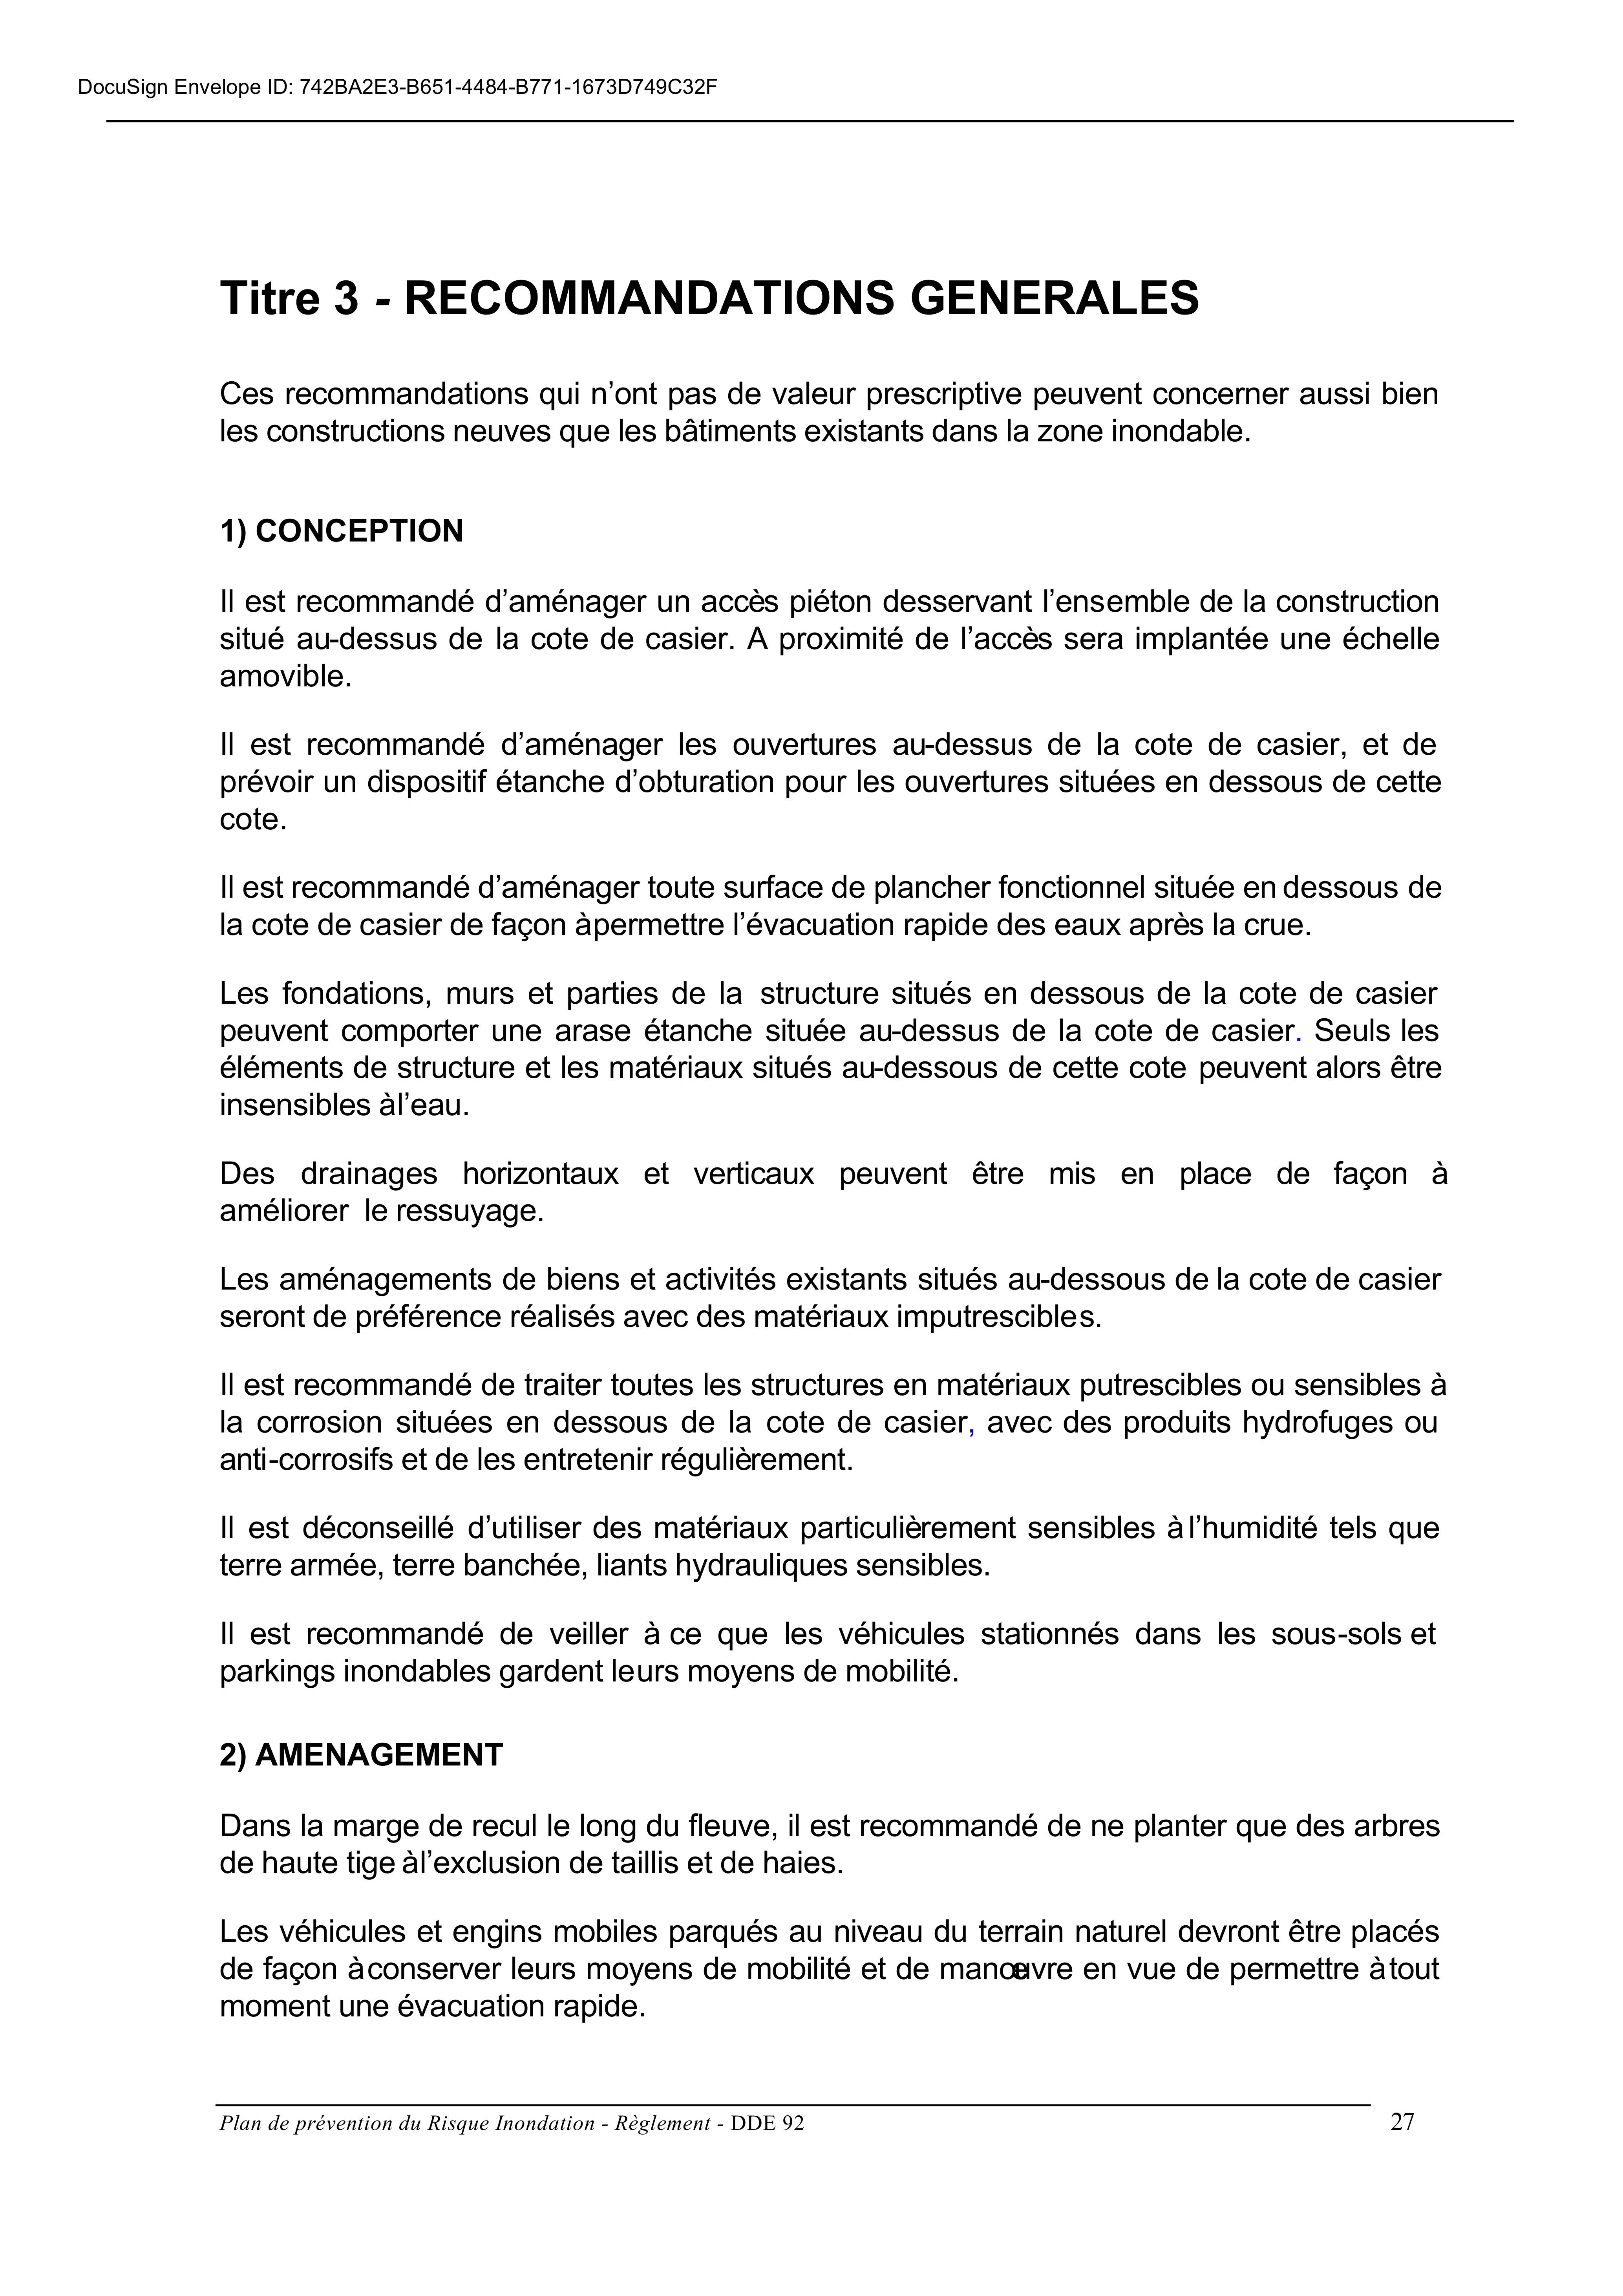 DocuSign Envelope ID: 742BA2E3-B651-4484-B771-1673D749C32F
Titre 3 - RECOMMANDATIONS GENERALES
Ces recommandations qui n’ont pas de valeur prescriptive peuvent concerner aussi bien
les constructions neuves que les bâtiments existants dans la zone inondable.
1) CONCEPTION
Il est recommandé d’aménager un accès piéton desservant l’ensemble de la construction
situé au-dessus de la cote de casier. A proximité de l’accès sera implantée une échelle
amovible.
Il est recommandé d’aménager les ouvertures au-dessus de la cote de casier, et de
prévoir un dispositif étanche d’obturation pour les ouvertures situées en dessous de cette
cote.
Il est recommandé d’aménager toute surface de plancher fonctionnel située en dessous de
la cote de casier de façon à permettre l’évacuation rapide des eaux après la crue.
Les fondations, murs et parties de la structure situés en dessous de la cote de casier
peuvent comporter une arase étanche située au-dessus de la cote de casier. Seuls les
éléments de structure et les matériaux situés au-dessous de cette cote peuvent alors être
insensibles à l’eau.
Des drainages horizontaux et verticaux peuvent être mis en place de façon à
améliorer le ressuyage.
Les aménagements de biens et activités existants situés au-dessous de la cote de casier
seront de préférence réalisés avec des matériaux imputrescibles.
Il est recommandé de traiter toutes les structures en matériaux putrescibles ou sensibles à
la corrosion situées en dessous de la cote de casier, avec des produits hydrofuges ou
anti-corrosifs et de les entretenir régulièrement.
Il est déconseillé d’utiliser des matériaux particulièrement sensibles à l’humidité tels que
terre armée, terre banchée, liants hydrauliques sensibles.
Il est recommandé de veiller à ce que les véhicules stationnés dans les sous-sols et
parkings inondables gardent leurs moyens de mobilité.
2) AMENAGEMENT
Dans la marge de recul le long du fleuve, il est recommandé de ne planter que des arbres
de haute tige à l’exclusion de taillis et de haies.
Les véhicules et engins mobiles parqués au niveau du terrain naturel devront être placés
de façon à conserver leurs moyens de mobilité et de manœuvre en vue de permettre à tout
moment une évacuation rapide.
Plan de prévention du Risque Inondation - Règlement - DDE 92 27